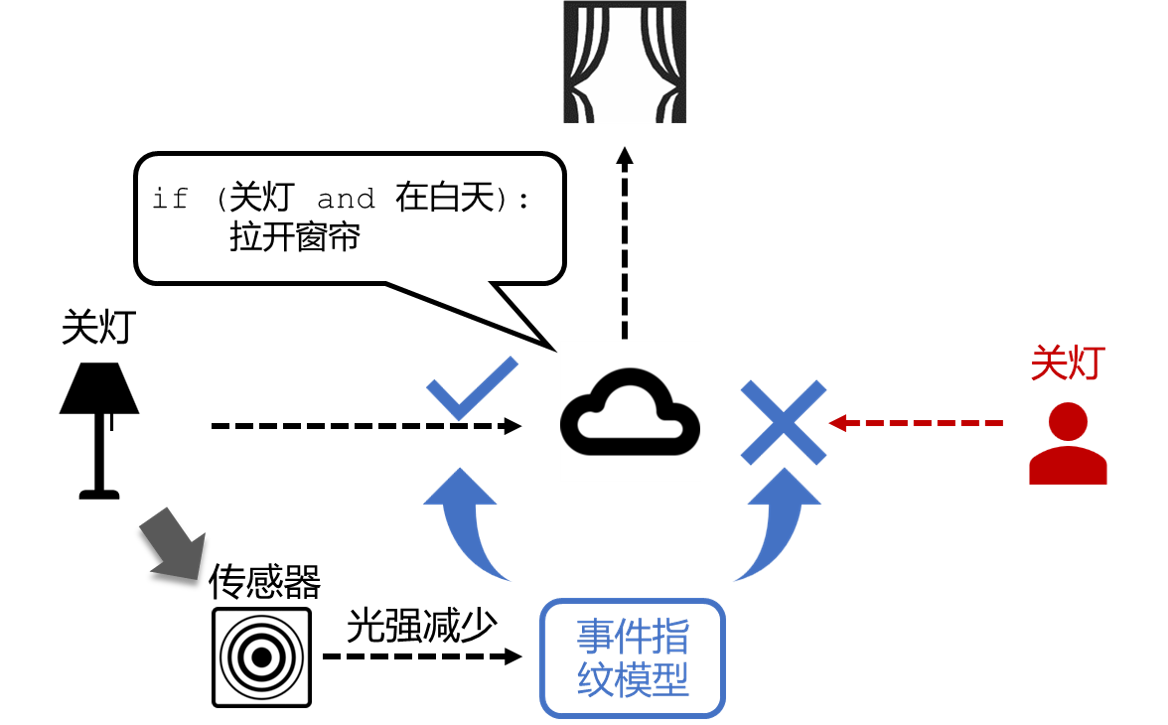 if (关灯 and 在白天):
拉开窗帘
关灯
关灯
传感器
光强减少
事件指
纹模型